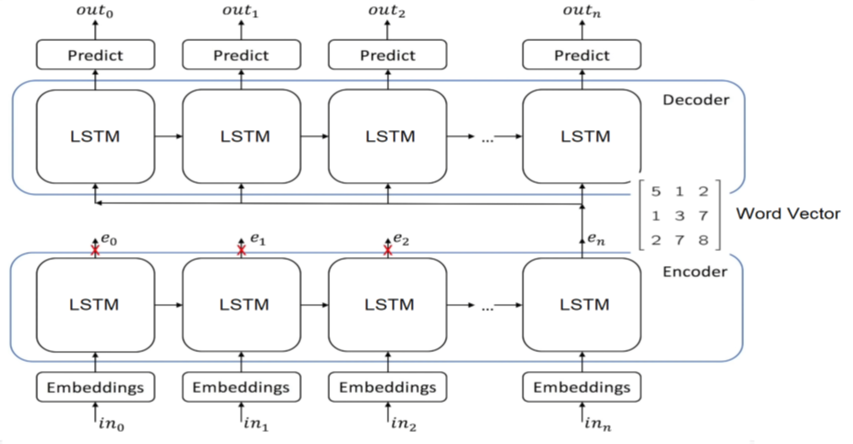 out₀ out₁ out₂ outₙ
Predict Predict Predict Predict
Decoder
LSTM LSTM LSTM ... LSTM
5 1 2
1 3 7
2 7 8
Word Vector
e₀ e₁ e₂ eₙ
Encoder
LSTM LSTM LSTM ... LSTM
Embeddings Embeddings Embeddings Embeddings
in₀ in₁ in₂ inₙ